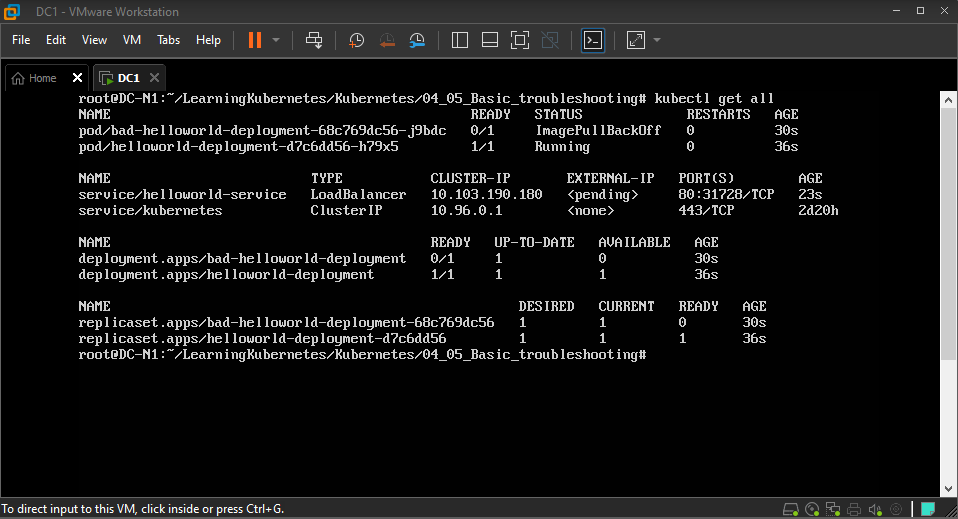 DC1 - VMware Workstation
File Edit View VM Tabs Help
Home DC1
root@DC-N1:~/LearningKubernetes/Kubernetes/04_05_Basic_troubleshooting# kubectl get all
NAME READY STATUS RESTARTS AGE
pod/bad-helloworld-deployment-68c769dc56-j9bdc 0/1 ImagePullBackOff 0 30s
pod/helloworld-deployment-d7c6dd56-h79x5 1/1 Running 0 36s
NAME TYPE CLUSTER-IP EXTERNAL-IP PORT(S) AGE
service/helloworld-service LoadBalancer 10.103.190.180 <pending> 80:31728/TCP 23s
service/kubernetes ClusterIP 10.96.0.1 <none> 443/TCP 2d20h
NAME READY UP-TO-DATE AVAILABLE AGE
deployment.apps/bad-helloworld-deployment 0/1 1 0 30s
deployment.apps/helloworld-deployment 1/1 1 1 36s
NAME DESIRED CURRENT READY AGE
replicaset.apps/bad-helloworld-deployment-68c769dc56 1 1 0 30s
replicaset.apps/helloworld-deployment-d7c6dd56 1 1 1 36s
root@DC-N1:~/LearningKubernetes/Kubernetes/04_05_Basic_troubleshooting#
To direct input to this VM, click inside or press Ctrl+G.